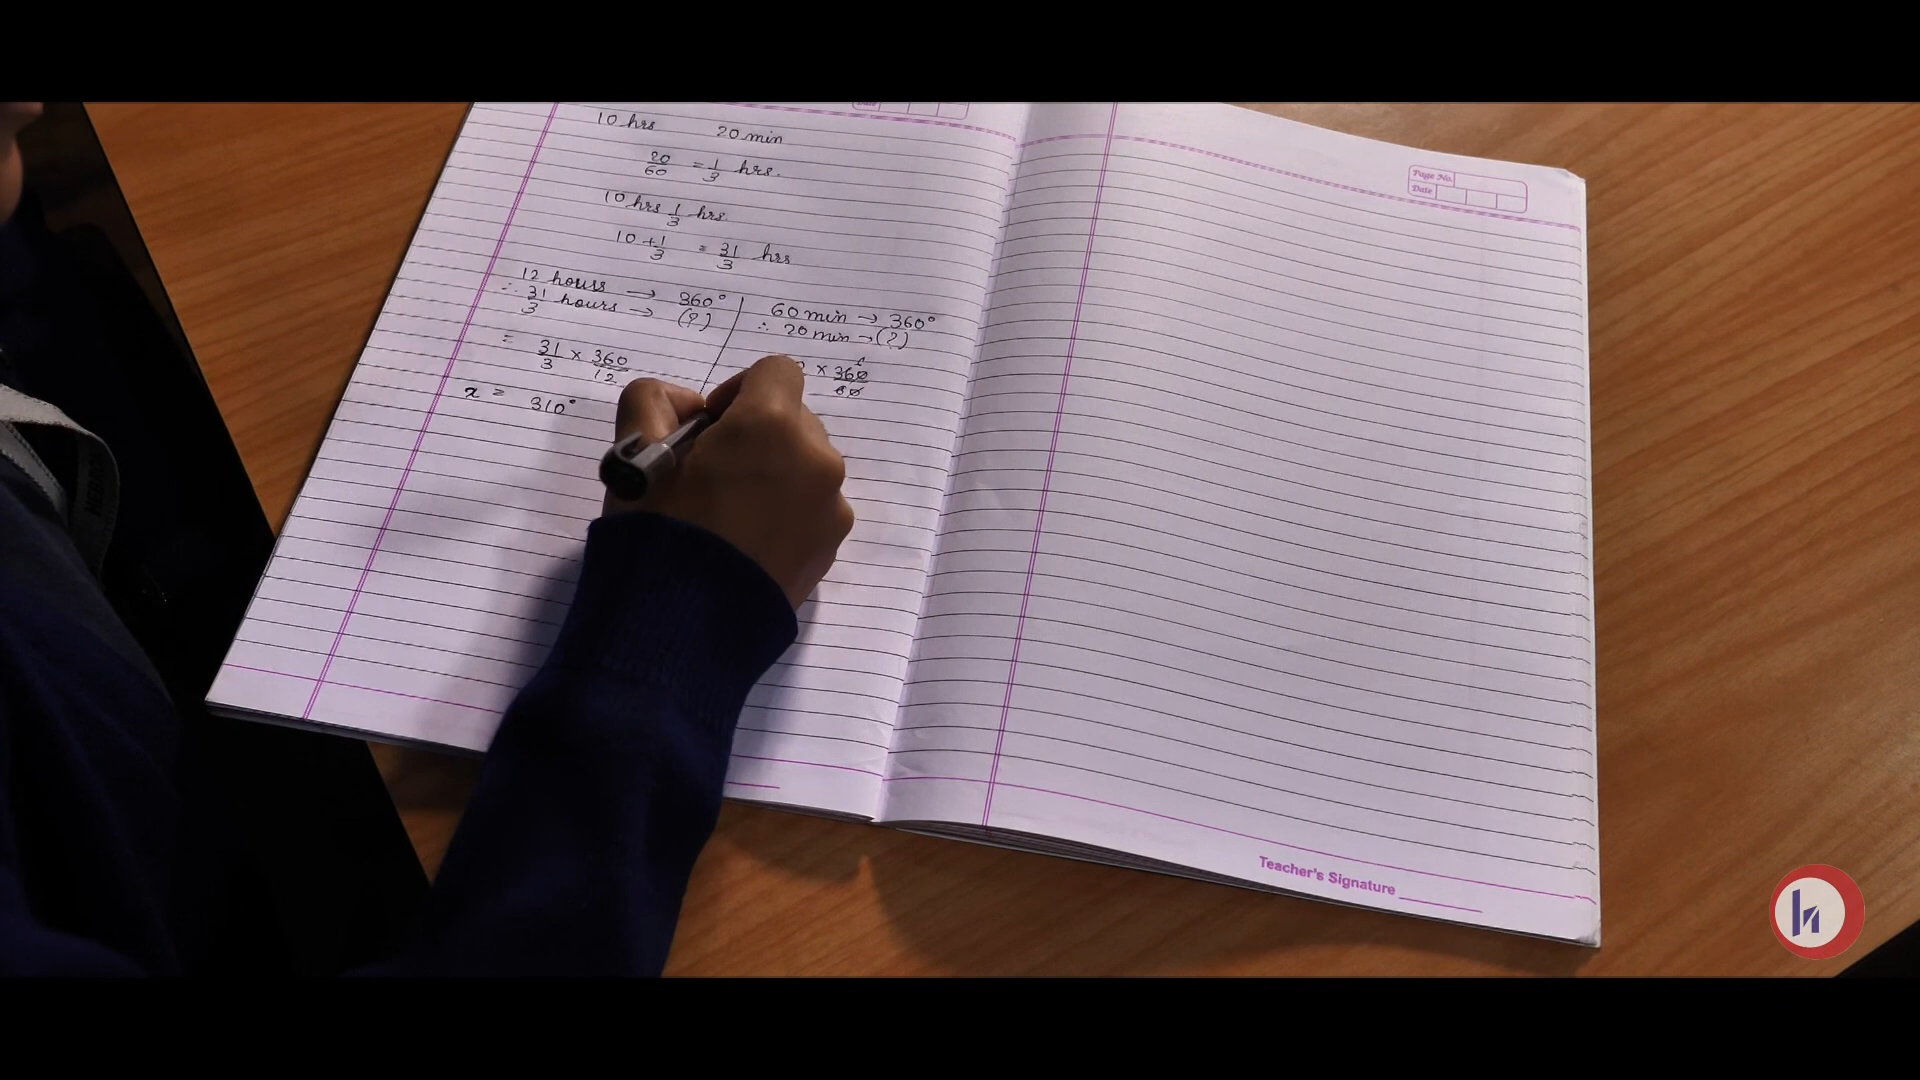 10 hrs 20 min
20/60 = 1/3 hrs.
10 hrs 1/3 hrs
10 + 1/3 = 31/3 hrs
12 hours → 360°
∴ 31/3 hours → (?)
= 31/3 × 360/12
x = 310°
60 min → 360°
∴ 20 min → (?)
× 360/60
Page No.
Date
Teacher's Signature